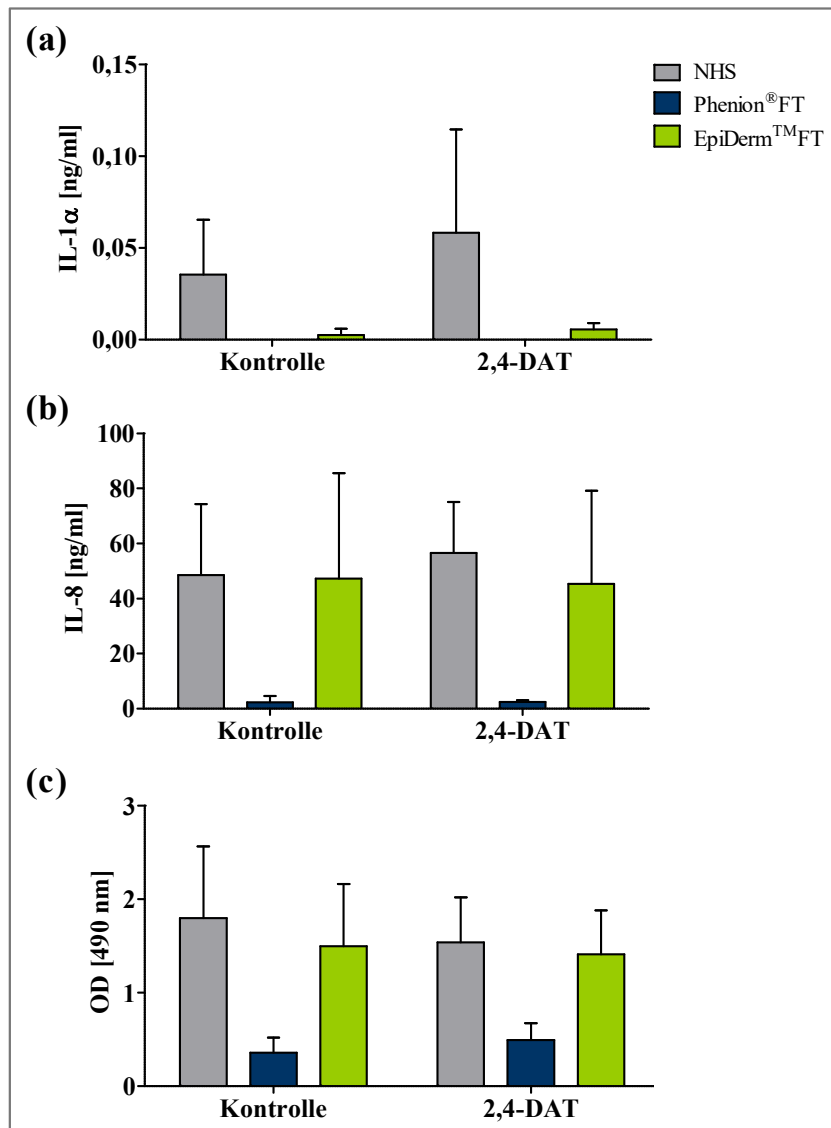 (a)
NHS
Phenion®FT
EpiDerm™FT
IL-1α [ng/ml]
0,15
0,10
0,05
0,00
Kontrolle 2,4-DAT
(b)
IL-8 [ng/ml]
100
80
60
40
20
0
Kontrolle 2,4-DAT
(c)
OD [490 nm]
3
2
1
0
Kontrolle 2,4-DAT